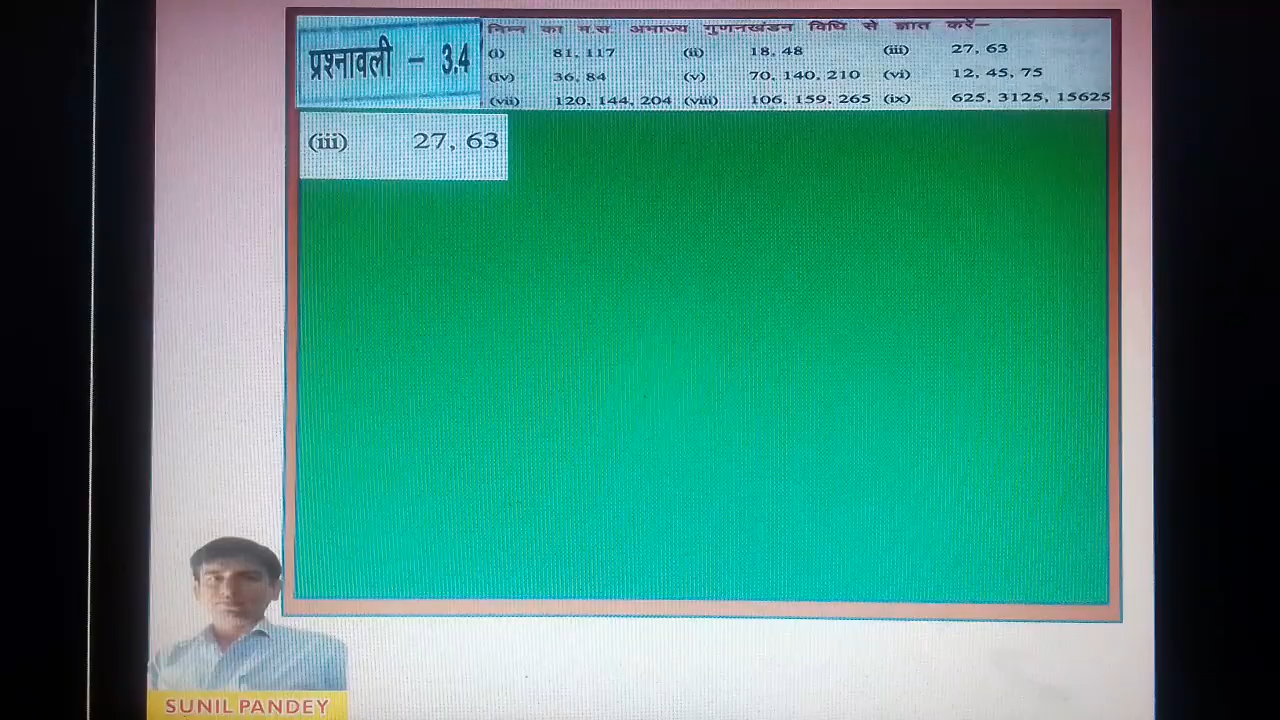 प्रश्नावली – 3.4
निम्न का म.स. अभाज्य गुणनखंडन विधि से ज्ञात करें—
(i) 81, 117 (ii) 18, 48 (iii) 27, 63
(iv) 36, 84 (v) 70, 140, 210 (vi) 12, 45, 75
(vii) 120, 144, 204 (viii) 106, 159, 265 (ix) 625, 3125, 15625
(iii) 27, 63
SUNIL PANDEY